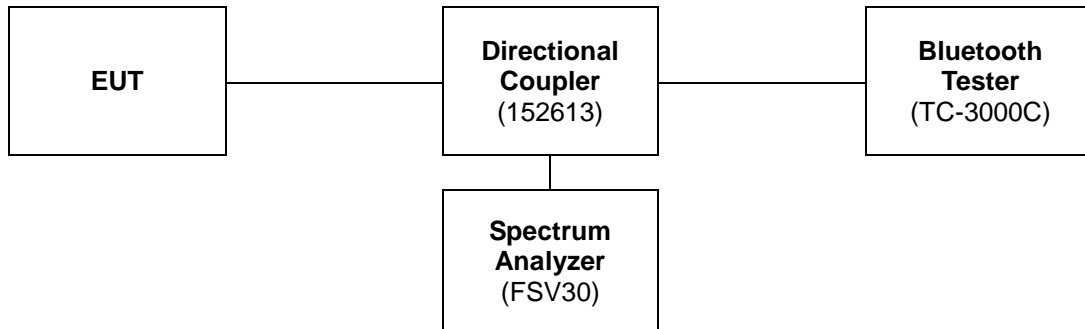 EUT
Directional
Coupler
(152613)
Bluetooth
Tester
(TC-3000C)
Spectrum
Analyzer
(FSV30)